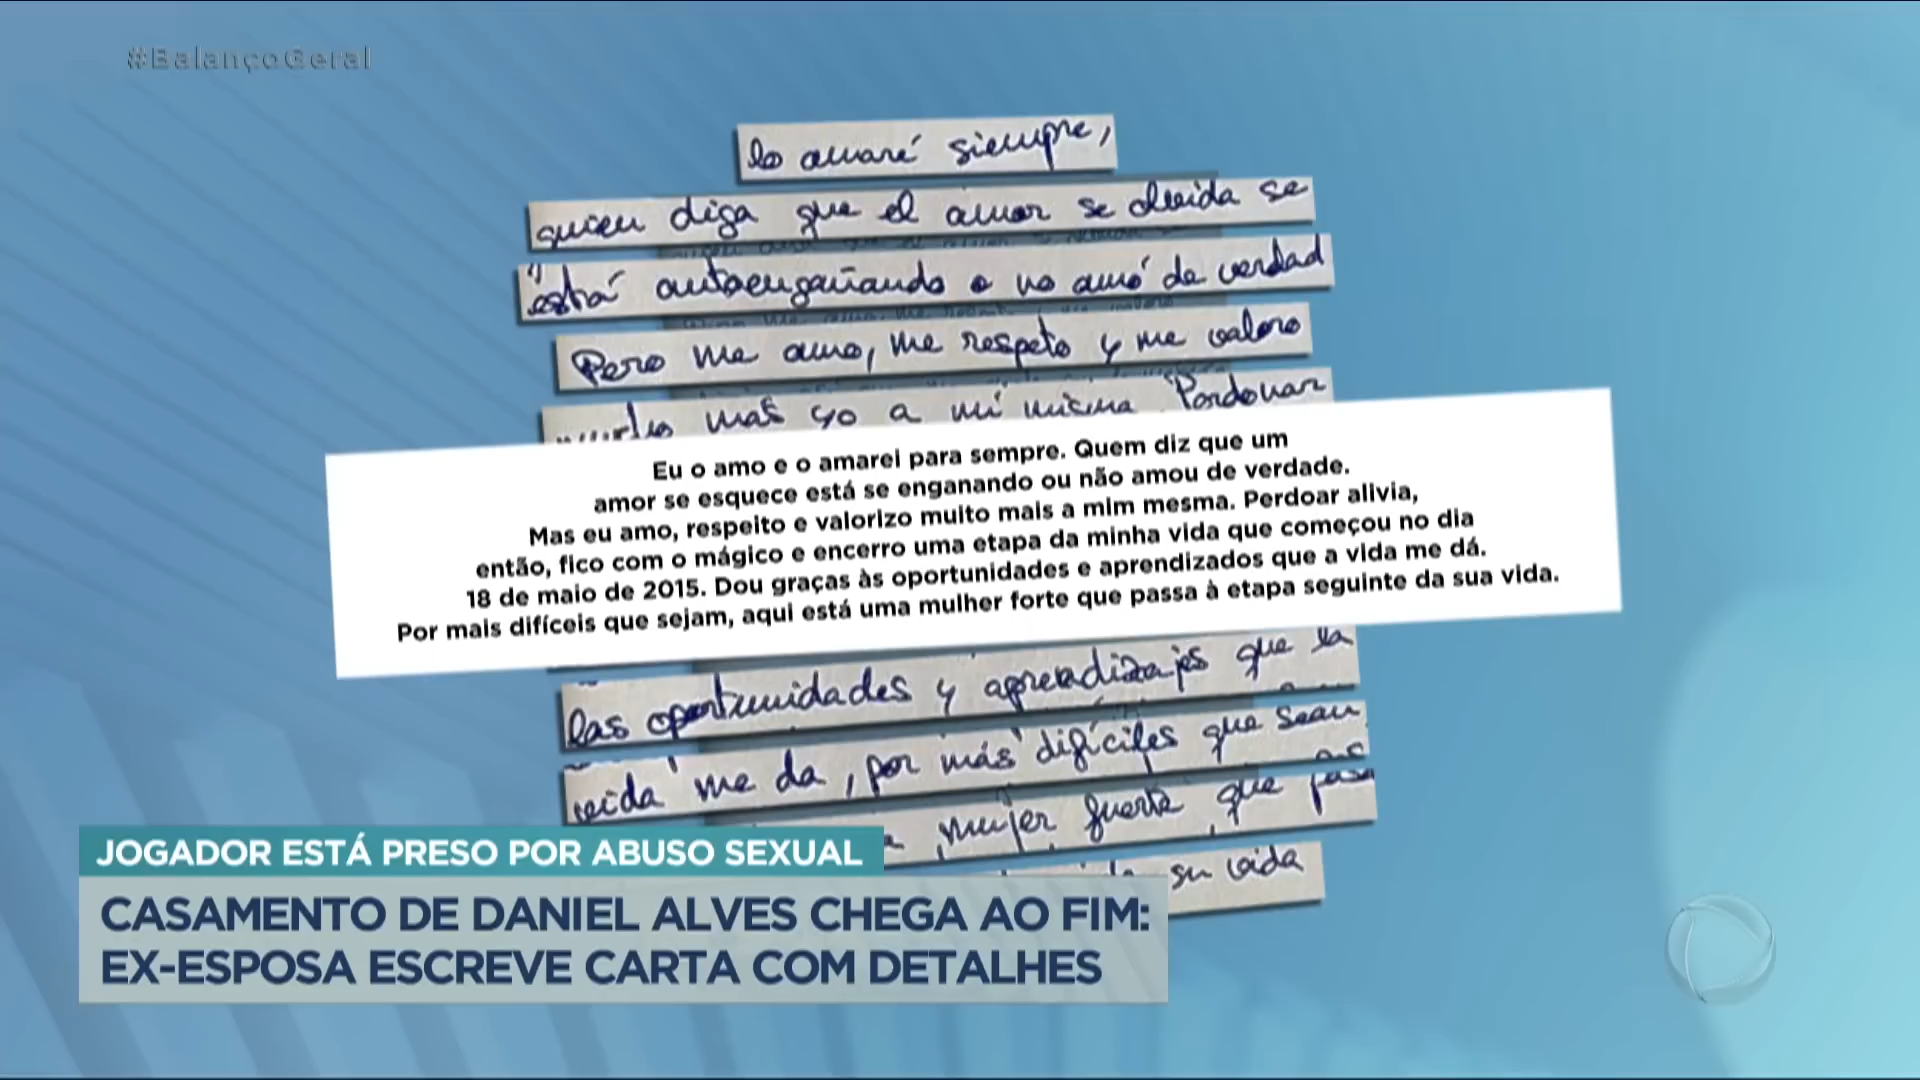 #BalançoGeral
lo amaré siempre,
quien diga que el amor se olvida se
está autoengañando o no amó de verdad
Pero me amo, me respeto y me valoro
mucho mas yo a mí misma Perdonar
Eu o amo e o amarei para sempre. Quem diz que um
amor se esquece está se enganando ou não amou de verdade.
Mas eu amo, respeito e valorizo muito mais a mim mesma. Perdoar alivia,
então, fico com o mágico e encerro uma etapa da minha vida que começou no dia
18 de maio de 2015. Dou graças às oportunidades e aprendizados que a vida me dá.
Por mais difíceis que sejam, aqui está uma mulher forte que passa à etapa seguinte da sua vida.
las oportunidades y aprendizajes que la
vida me da, por más difíciles que sean
mujer fuerte que pasa
su vida
JOGADOR ESTÁ PRESO POR ABUSO SEXUAL
CASAMENTO DE DANIEL ALVES CHEGA AO FIM:
EX-ESPOSA ESCREVE CARTA COM DETALHES